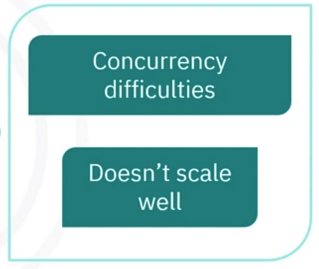 Concurrency
difficulties
Doesn’t scale
well